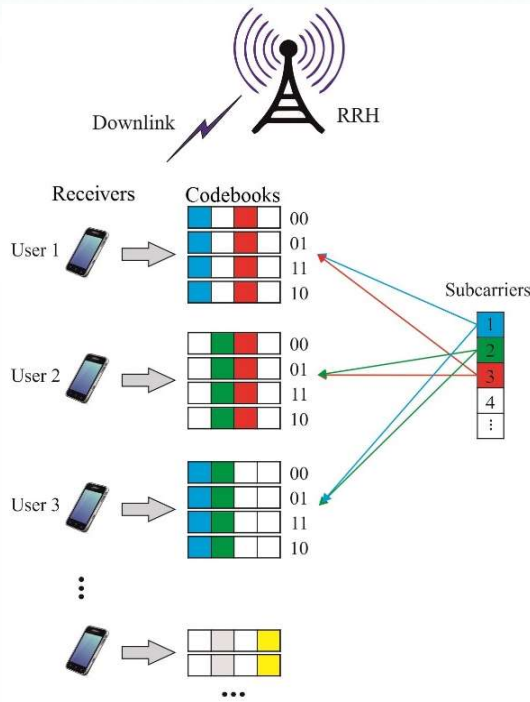 Downlink
RRH
Receivers
Codebooks
User 1
00
01
11
10
Subcarriers
1
2
3
4
⋮
User 2
00
01
11
10
User 3
00
01
11
10
⋮
•••